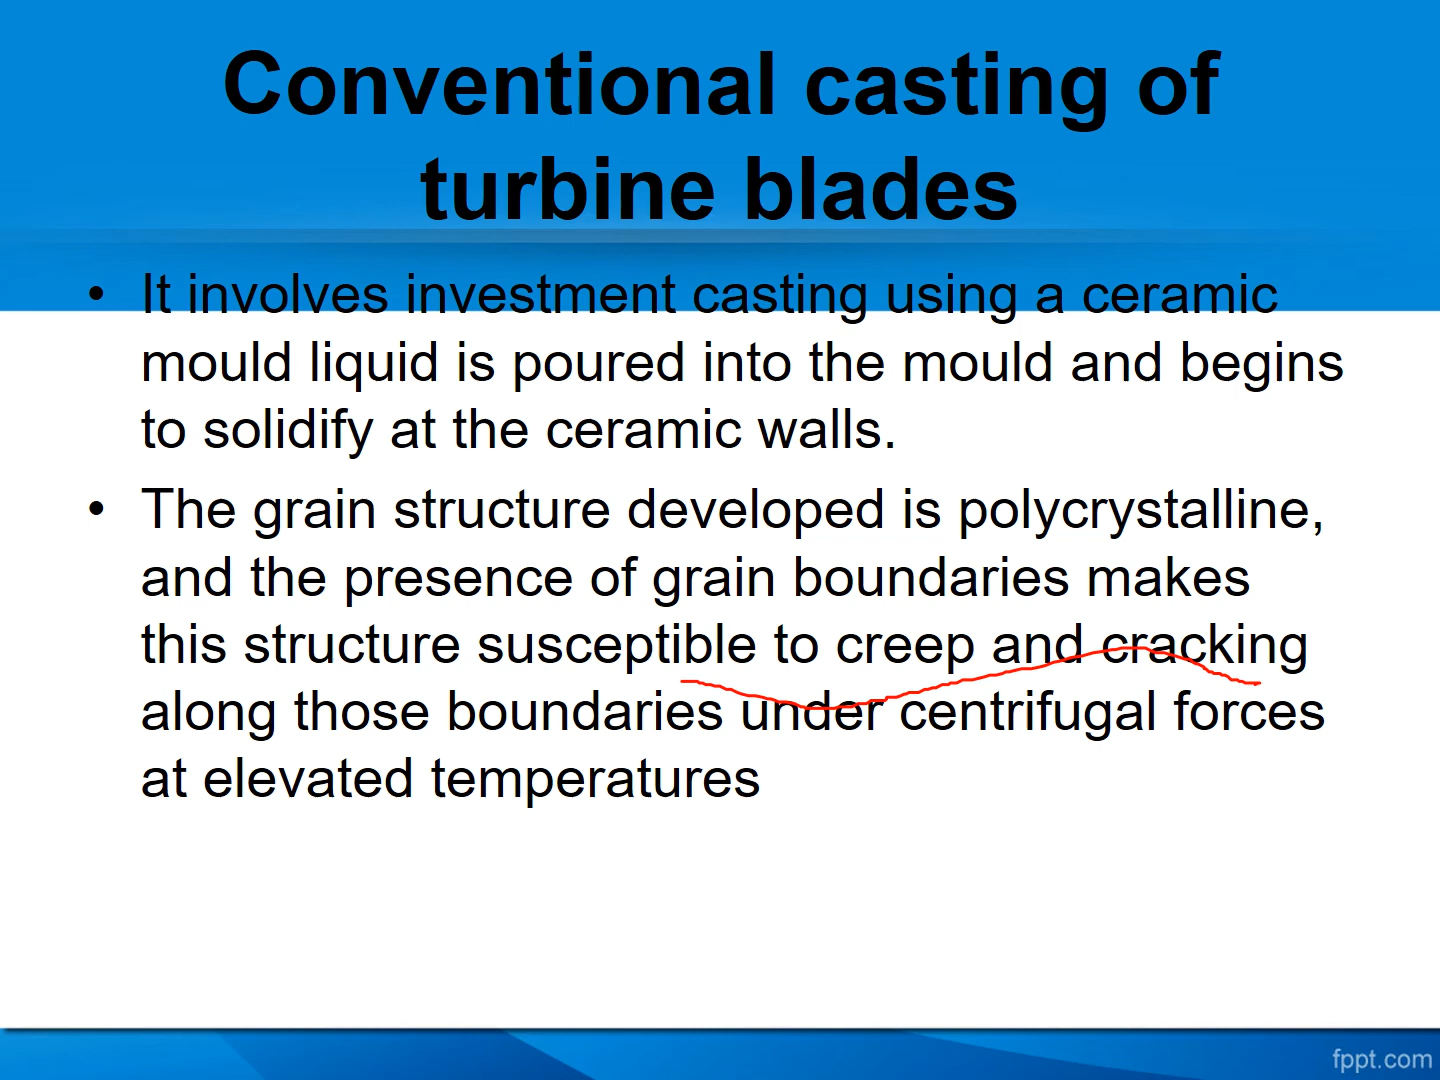 Conventional casting of
turbine blades
• It involves investment casting using a ceramic
mould liquid is poured into the mould and begins
to solidify at the ceramic walls.
• The grain structure developed is polycrystalline,
and the presence of grain boundaries makes
this structure susceptible to creep and cracking
along those boundaries under centrifugal forces
at elevated temperatures
fppt.com